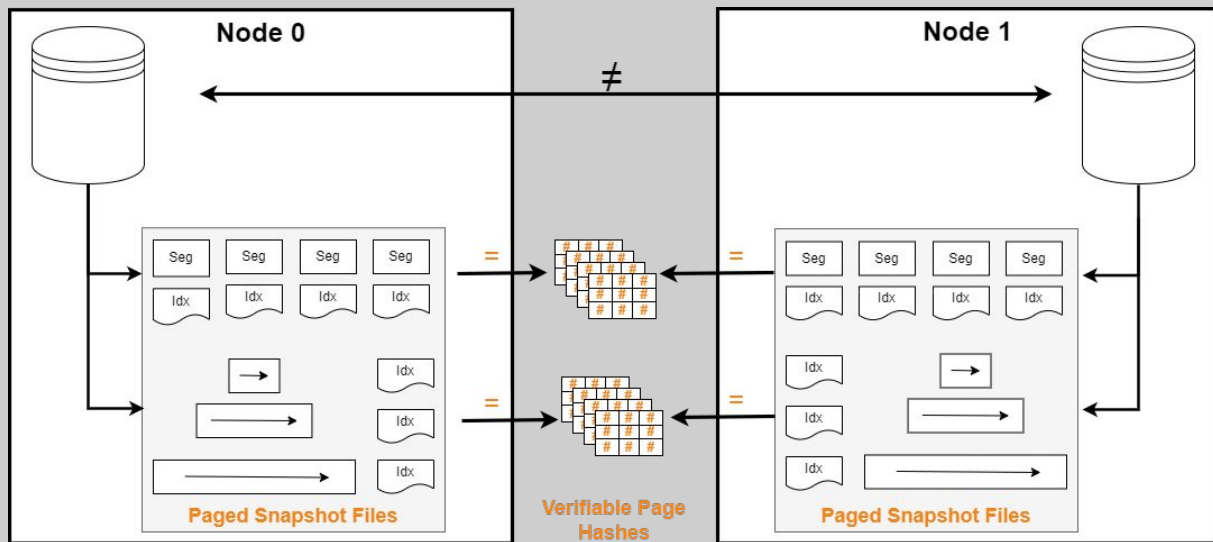 Node 0
Node 1
≠
Seg Seg Seg Seg
Idx Idx Idx Idx
Idx
Idx
Idx
Paged Snapshot Files
=
=
# # #
# # #
# # #
# # #
# # #
# # #
=
=
# # #
# # #
# # #
# # #
# # #
# # #
Verifiable Page
Hashes
Seg Seg Seg Seg
Idx Idx Idx Idx
Idx
Idx
Idx
Paged Snapshot Files